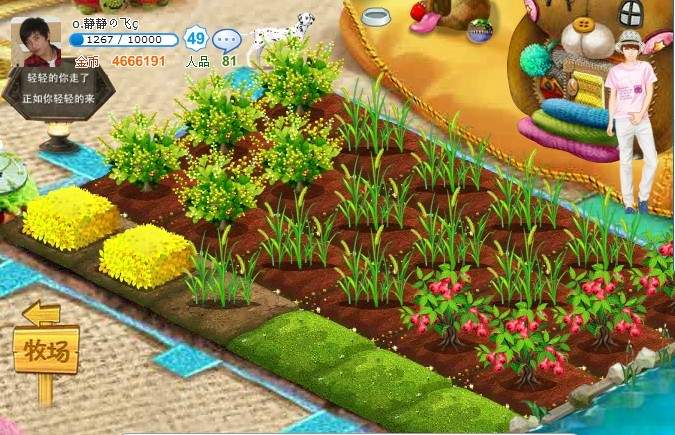 o.静静の飞ç
1267 / 10000
49
金币 4666191 人品 81
轻轻的你走了
正如你轻轻的来
牧场